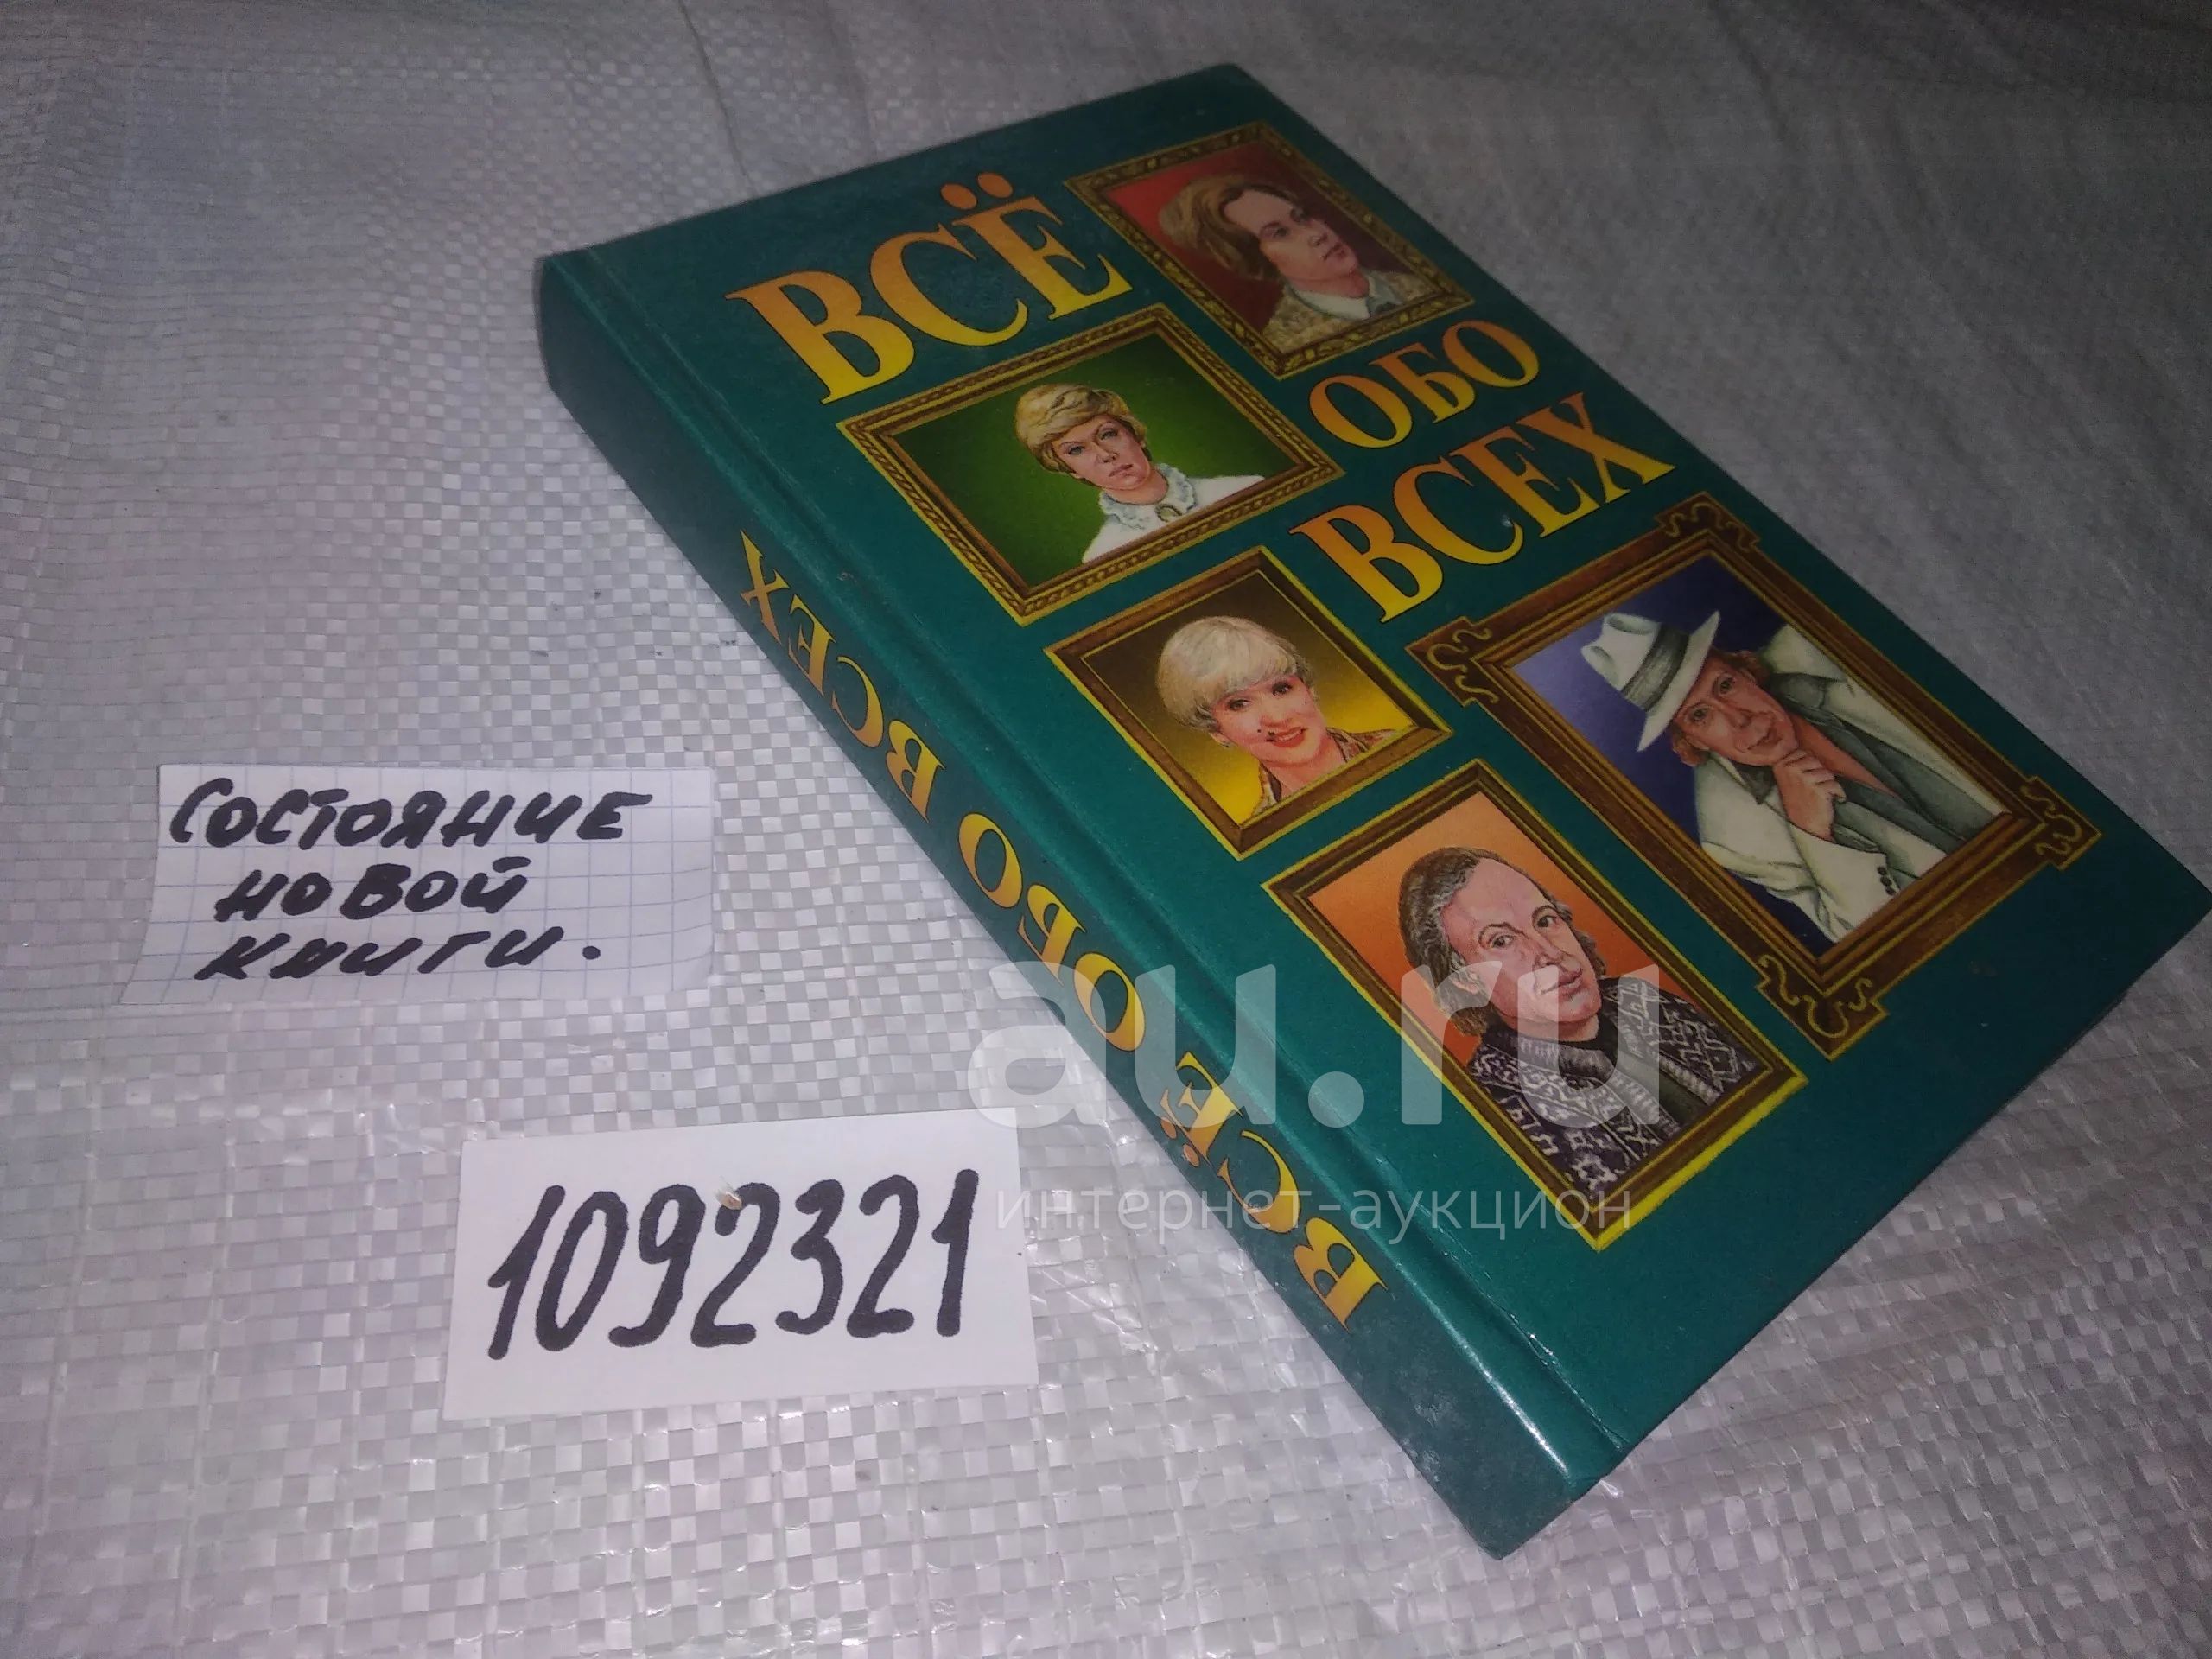 ВСЁ
ОБО
ВСЕХ
ВСЁ ОБО ВСЕХ
СОСТОЯНИЕ
НОВОЙ
КНИГИ.
1092321
au.ru
интернет-аукцион